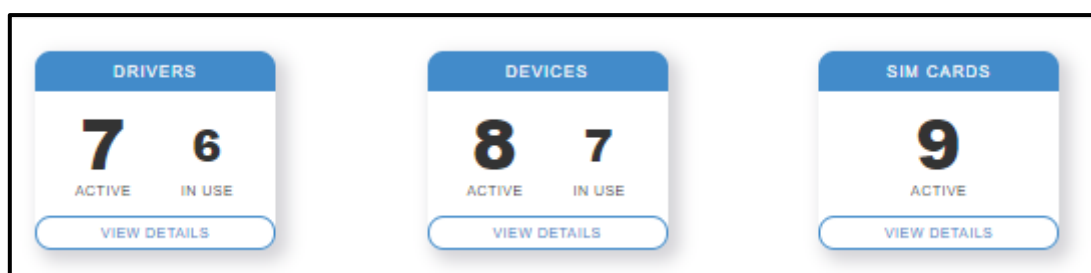 DRIVERS
7 6
ACTIVE IN USE
VIEW DETAILS
DEVICES
8 7
ACTIVE IN USE
VIEW DETAILS
SIM CARDS
9
ACTIVE
VIEW DETAILS